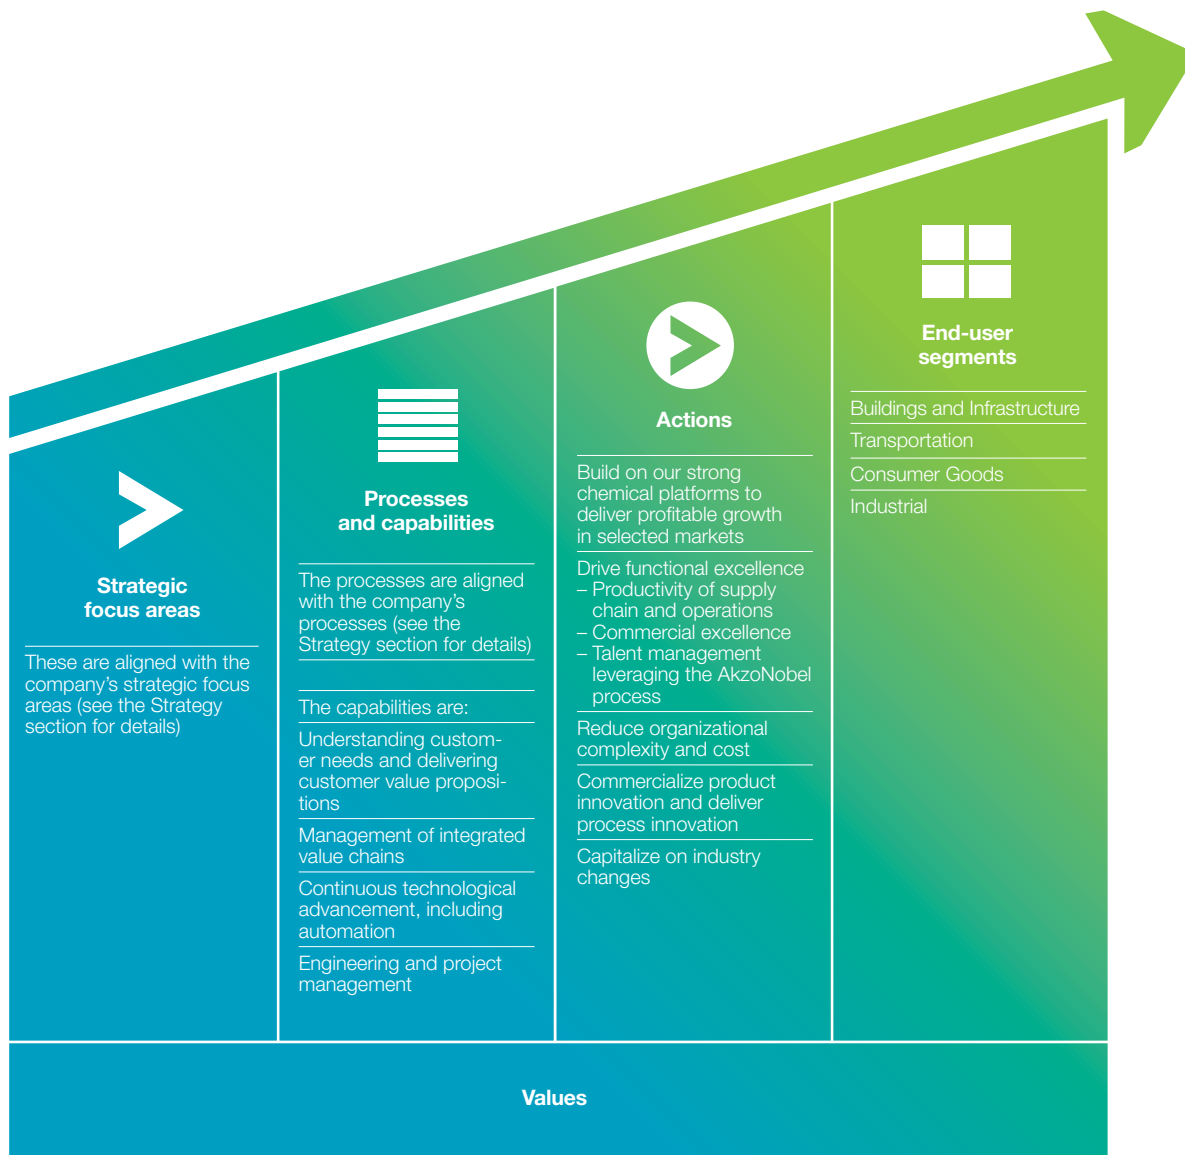 Strategic
focus areas
These are aligned with the
company's strategic focus
areas (see the Strategy
section for details)
Processes
and capabilities
The processes are aligned
with the company's
processes (see the
Strategy section for details)
The capabilities are:
Understanding custom-
er needs and delivering
customer value proposi-
tions
Management of integrated
value chains
Continuous technological
advancement, including
automation
Engineering and project
management
Actions
Build on our strong
chemical platforms to
deliver profitable growth
in selected markets
Drive functional excellence
– Productivity of supply
chain and operations
– Commercial excellence
– Talent management
leveraging the AkzoNobel
process
Reduce organizational
complexity and cost
Commercialize product
innovation and deliver
process innovation
Capitalize on industry
changes
End-user
segments
Buildings and Infrastructure
Transportation
Consumer Goods
Industrial
Values